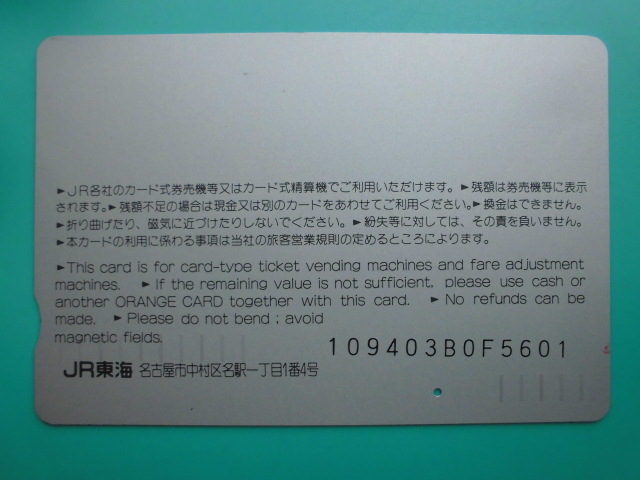 ►JR各社のカード式券売機等又はカード式精算機でご利用いただけます。►残額は券売機等に表示
されます。►残額不足の場合は現金又は別のカードをあわせてご利用ください。►換金はできません。
►折り曲げたり、磁気に近づけたりしないでください。►紛失等に対しては、その責を負いません。
►本カードの利用に係わる事項は当社の旅客営業規則の定めるところによります。
►This card is for card-type ticket vending machines and fare adjustment
machines. ►If the remaining value is not sufficient, please use cash or
another ORANGE CARD together with this card. ►No refunds can be
made. ►Please do not bend ; avoid
magnetic fields.
109403B0F5601
JR東海 名古屋市中村区名駅一丁目1番4号